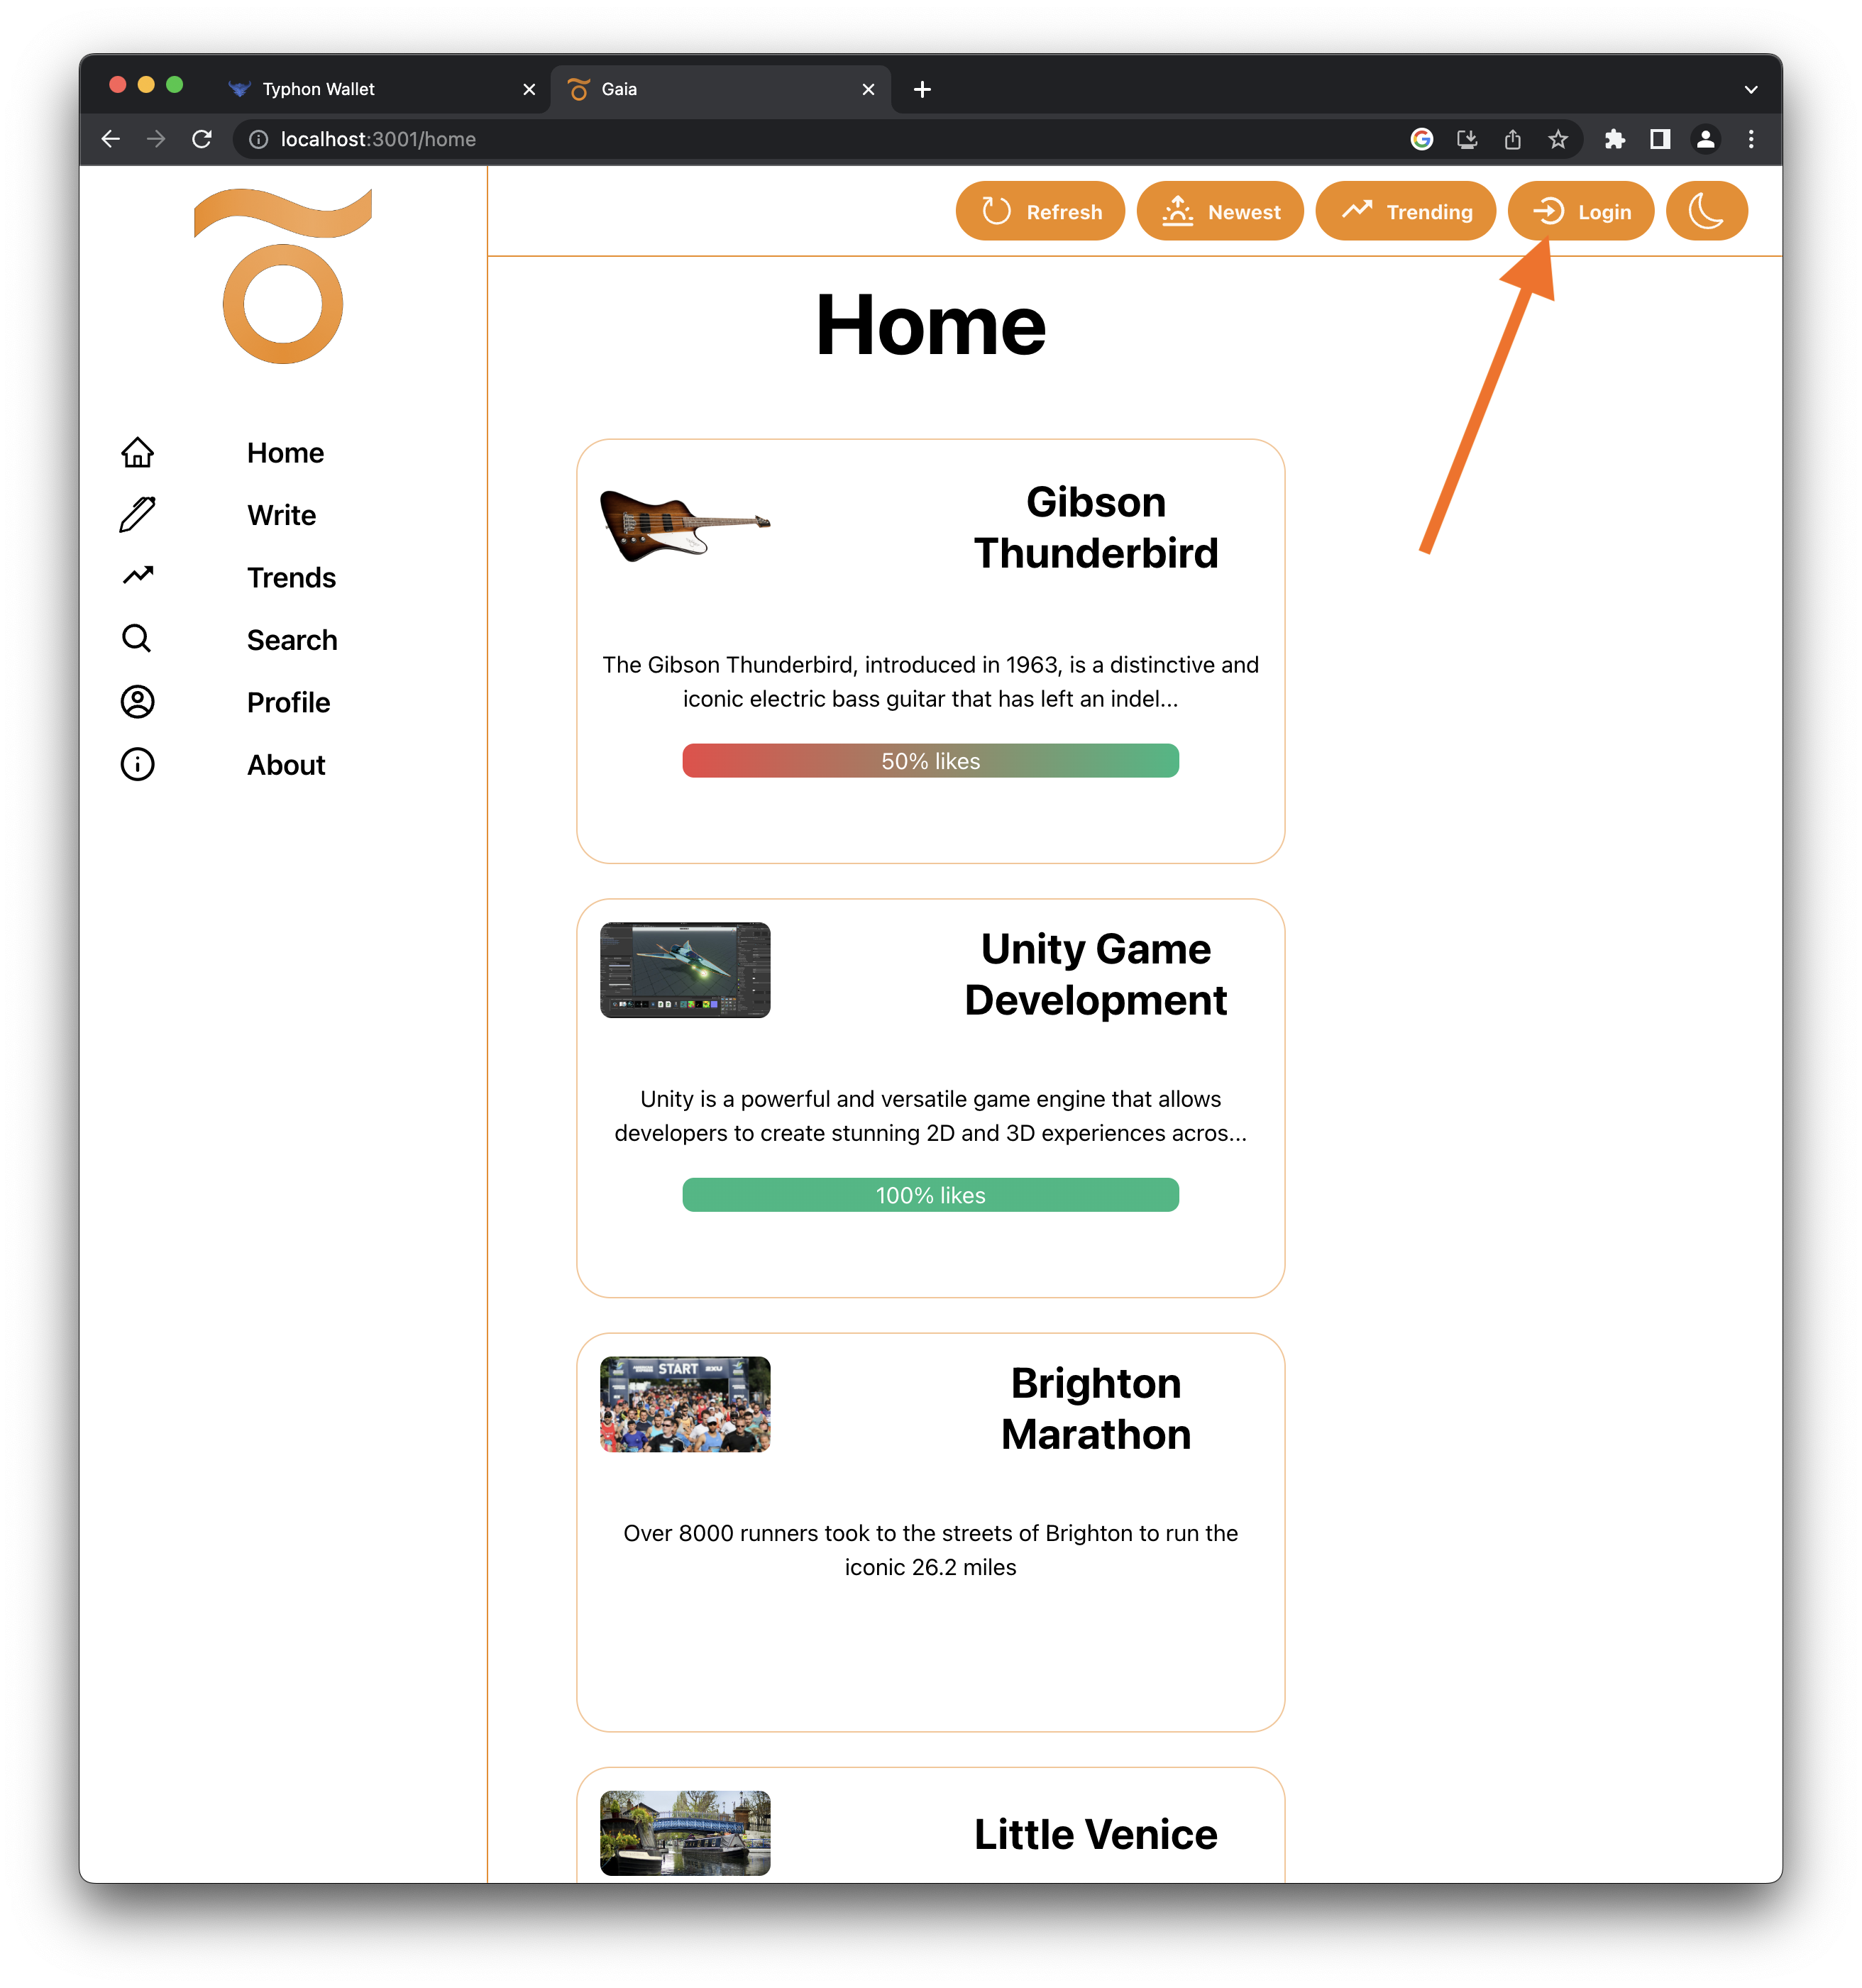 Typhon Wallet
Gaia
localhost:3001/home
Refresh
Newest
Trending
Login
Home
Home
Write
Trends
Search
Profile
About
Gibson
Thunderbird
The Gibson Thunderbird, introduced in 1963, is a distinctive and
iconic electric bass guitar that has left an indel...
50% likes
Unity Game
Development
Unity is a powerful and versatile game engine that allows
developers to create stunning 2D and 3D experiences acros...
100% likes
START
Brighton
Marathon
Over 8000 runners took to the streets of Brighton to run the
iconic 26.2 miles
Little Venice